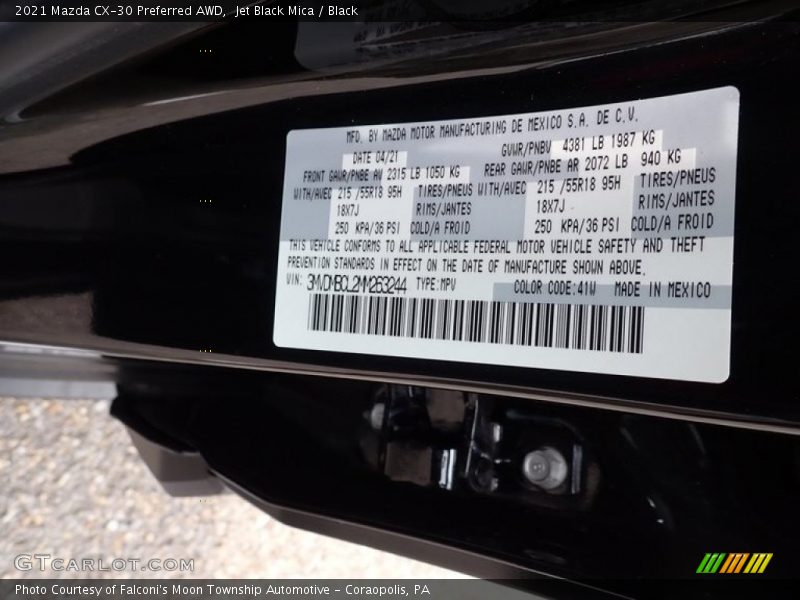 2021 Mazda CX-30 Preferred AWD,  Jet Black Mica / Black
MFD. BY MAZDA MOTOR MANUFACTURING DE MEXICO S.A. DE C.V.
DATE 04/21 GVWR/PNBV 4381 LB 1987 KG
FRONT GAWR/PNBE AV 2315 LB 1050 KG REAR GAWR/PNBE AR 2072 LB 940 KG
WITH/AVEC 215 /55R18 95H TIRES/PNEUS WITH/AVEC 215 /55R18 95H TIRES/PNEUS
18X7J RIMS/JANTES 18X7J RIMS/JANTES
250 KPA/36 PSI COLD/A FROID 250 KPA/36 PSI COLD/A FROID
THIS VEHICLE CONFORMS TO ALL APPLICABLE FEDERAL MOTOR VEHICLE SAFETY AND THEFT
PREVENTION STANDARDS IN EFFECT ON THE DATE OF MANUFACTURE SHOWN ABOVE.
VIN: 3MVDMBCL2MM263244 TYPE:MPV COLOR CODE:41W MADE IN MEXICO
GTCARLOT.COM
Photo Courtesy of Falconi's Moon Township Automotive - Coraopolis, PA